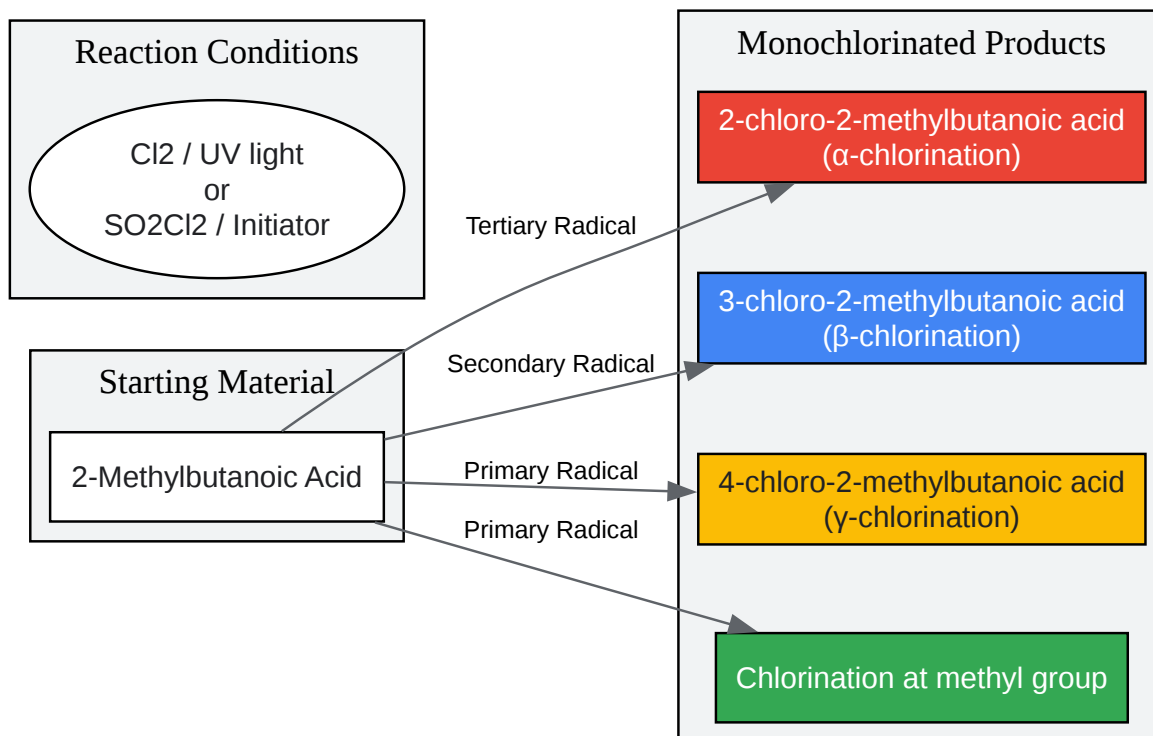 Reaction Conditions
Cl2 / UV light
or
SO2Cl2 / Initiator
Starting Material
2-Methylbutanoic Acid
Tertiary Radical
Secondary Radical
Primary Radical
Primary Radical
Monochlorinated Products
2-chloro-2-methylbutanoic acid
(α-chlorination)
3-chloro-2-methylbutanoic acid
(β-chlorination)
4-chloro-2-methylbutanoic acid
(γ-chlorination)
Chlorination at methyl group